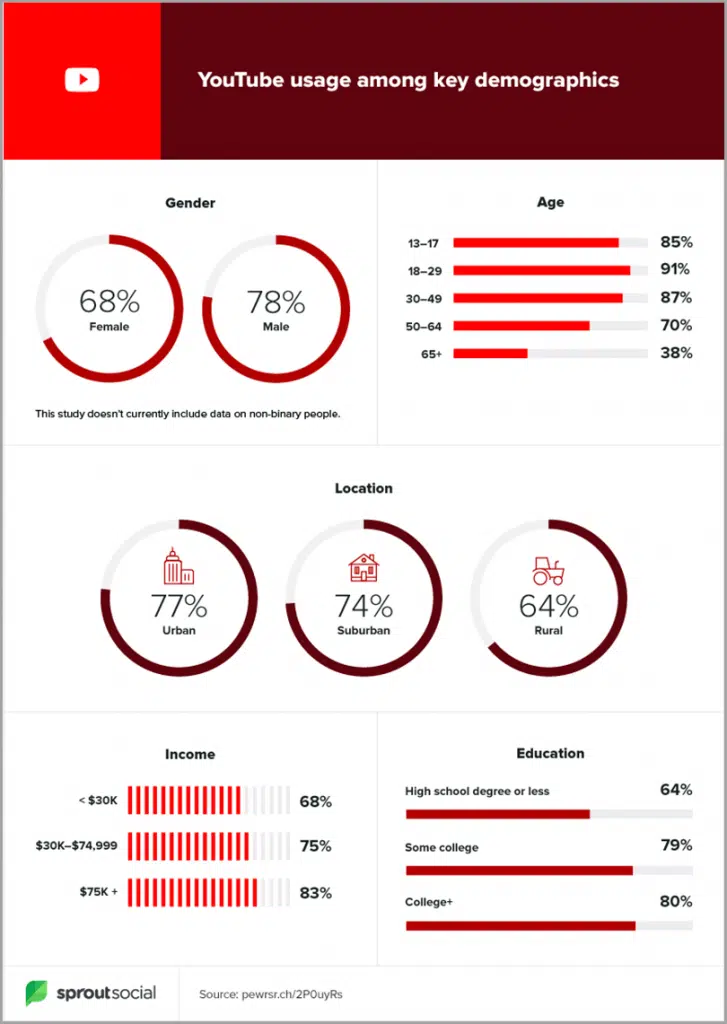 YouTube usage among key demographics
Gender
68%
Female
78%
Male
This study doesn't currently include data on non-binary people.
Age
13–17 85%
18–29 91%
30–49 87%
50–64 70%
65+ 38%
Location
77%
Urban
74%
Suburban
64%
Rural
Income
< $30K 68%
$30K–$74,999 75%
$75K + 83%
Education
High school degree or less 64%
Some college 79%
College+ 80%
sproutsocial
Source: pewrsr.ch/2P0uyRs